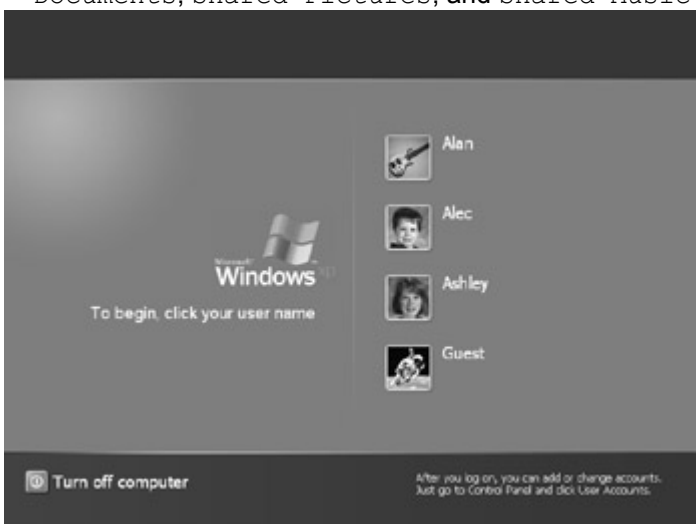 Documents, Shared Pictures, and Shared Music
Alan
Alec
Microsoft
Windows xp
Ashley
To begin, click your user name
Guest
Turn off computer
After you log on, you can add or change accounts.
Just go to Control Panel and click User Accounts.